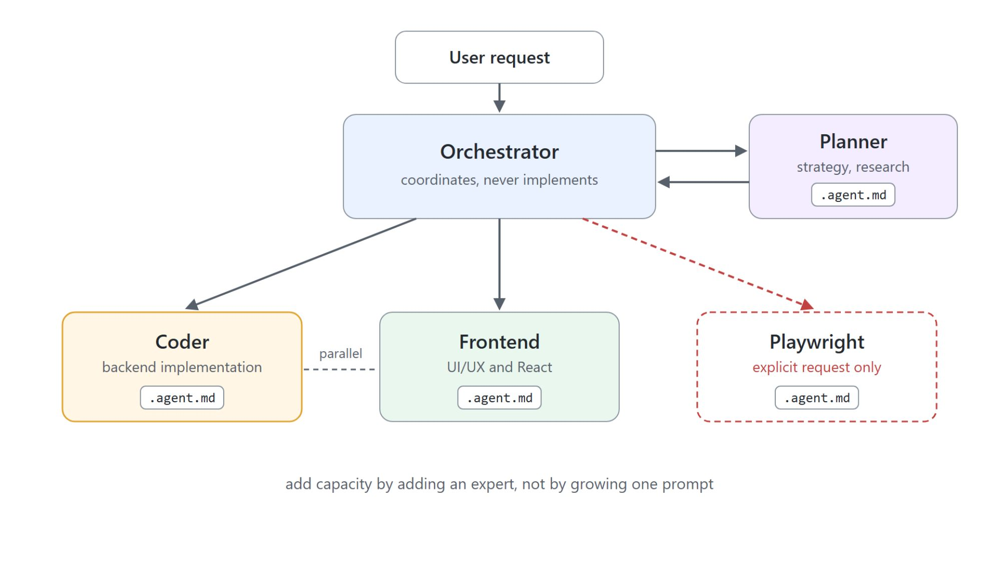 User request
Orchestrator
coordinates, never implements
Planner
strategy, research
.agent.md
Coder
backend implementation
.agent.md
parallel
Frontend
UI/UX and React
.agent.md
Playwright
explicit request only
.agent.md
add capacity by adding an expert, not by growing one prompt